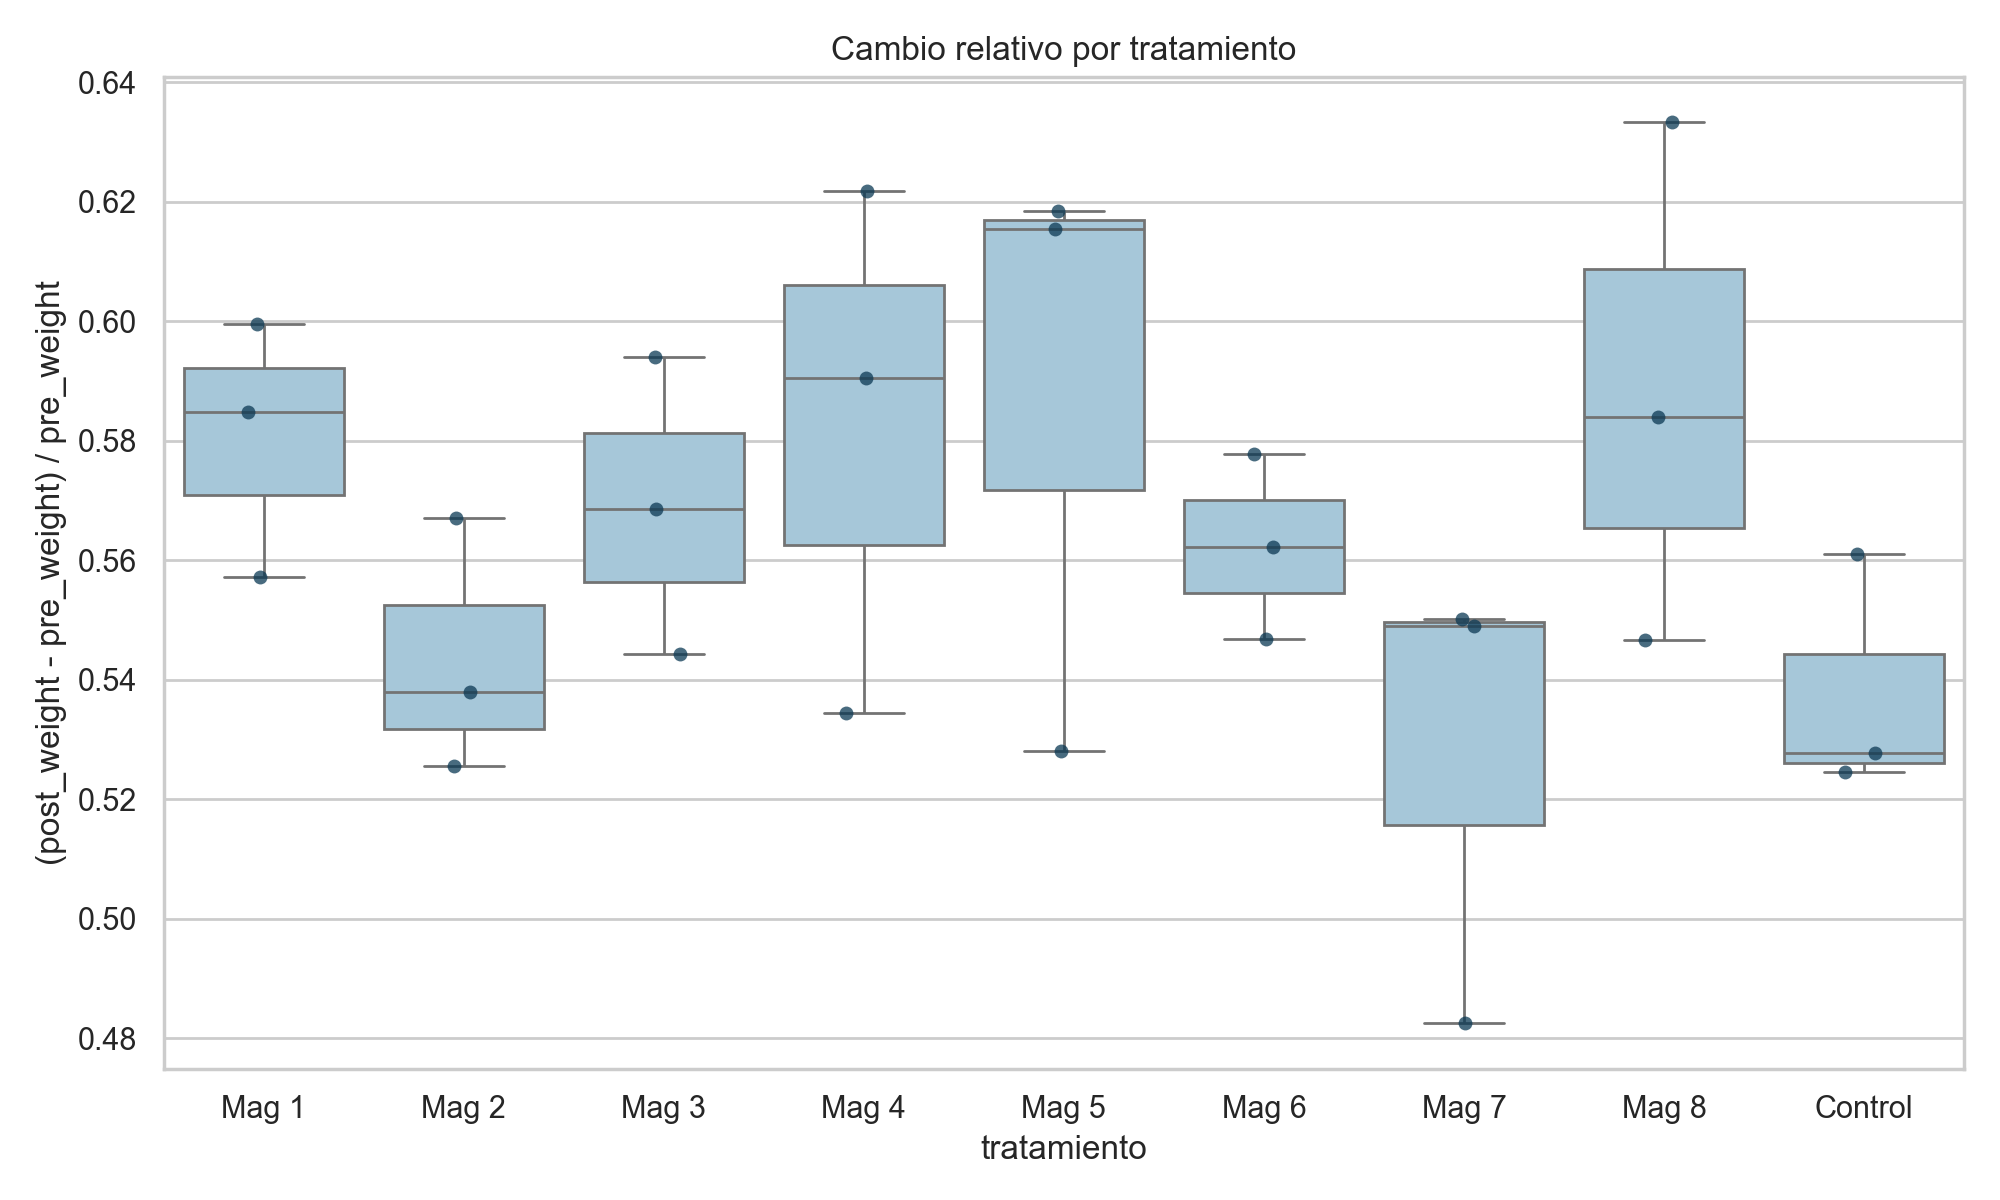 Cambio relativo por tratamiento
(post_weight - pre_weight) / pre_weight
0.64
0.62
0.60
0.58
0.56
0.54
0.52
0.50
0.48
Mag 1 Mag 2 Mag 3 Mag 4 Mag 5 Mag 6 Mag 7 Mag 8 Control
tratamiento